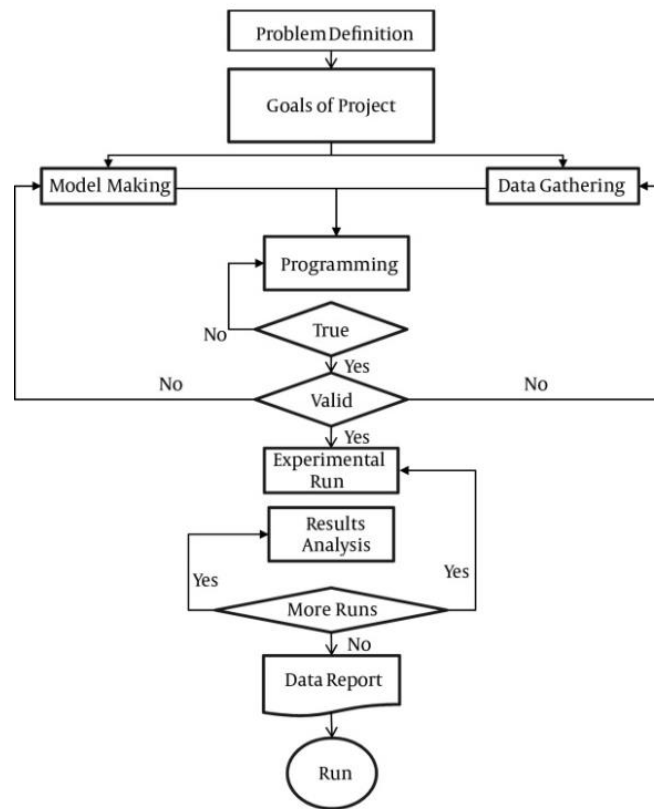 Problem Definition
Goals of Project
Model Making
Data Gathering
Programming
No
True
Yes
No
Valid
No
Yes
Experimental
Run
Results
Analysis
Yes
Yes
More Runs
No
Data Report
Run